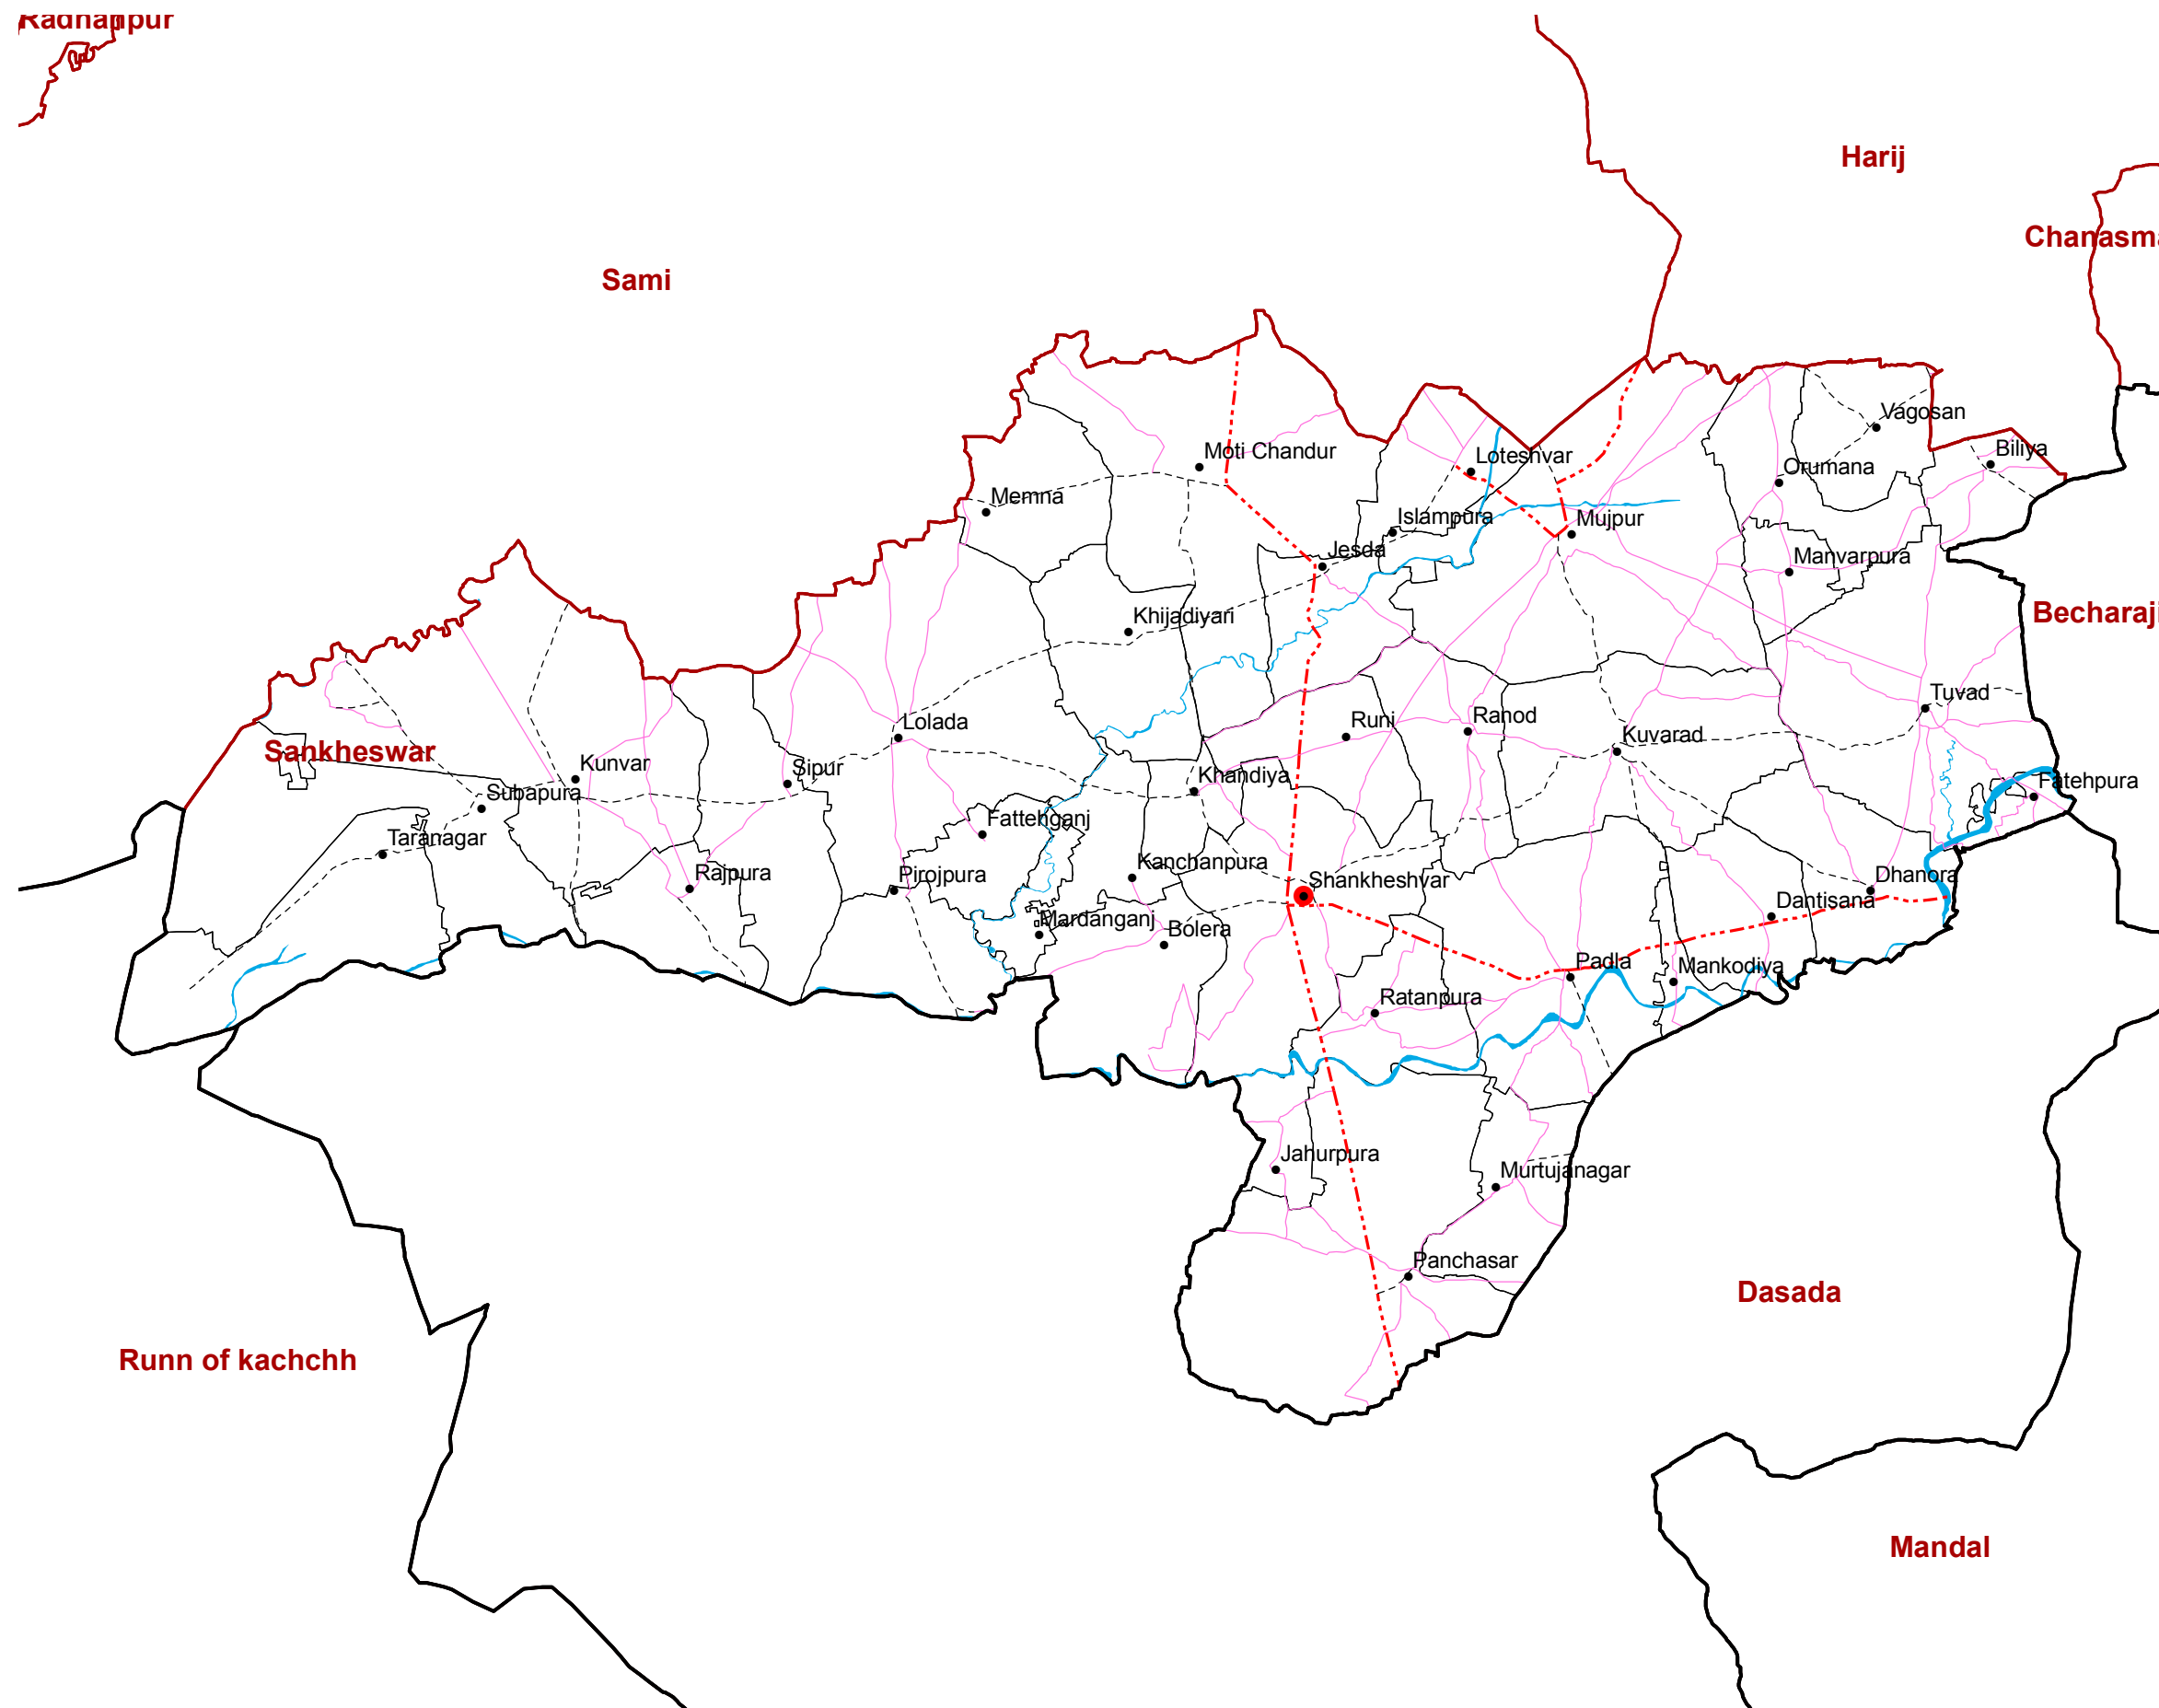 Radhanpur
Harij
Chanasma
Sami
Vagosan
Moti Chandur
Loteshvar
Biliya
Orumana
Memna
Islampura
Mujpur
Jesda
Manvarpura
Khijadiyari
Becharaji
Tuvad
Lolada
Runi
Ranod
Kuvarad
Sankheswar
Kunvar
Sipur
Khandiya
Fatehpura
Subapura
Fattehganj
Taranagar
Kanchanpura
Rajpura
Pirojpura
Shankheshvar
Dhanora
Dantisana
Mardanganj
Bolera
Padla
Mankodiya
Ratanpura
Jahurpura
Murtujanagar
Panchasar
Dasada
Runn of kachchh
Mandal